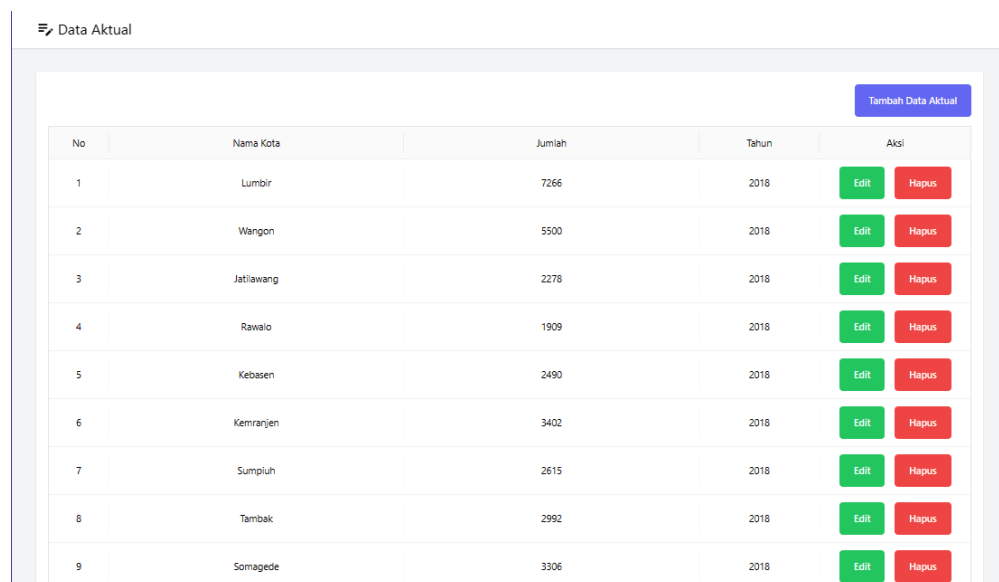 Data Aktual
Tambah Data Aktual
No Nama Kota Jumlah Tahun Aksi
1 Lumbir 7266 2018 Edit Hapus
2 Wangon 5500 2018 Edit Hapus
3 Jatilawang 2278 2018 Edit Hapus
4 Rawalo 1909 2018 Edit Hapus
5 Kebasen 2490 2018 Edit Hapus
6 Kemranjen 3402 2018 Edit Hapus
7 Sumpiuh 2615 2018 Edit Hapus
8 Tambak 2992 2018 Edit Hapus
9 Somagede 3306 2018 Edit Hapus